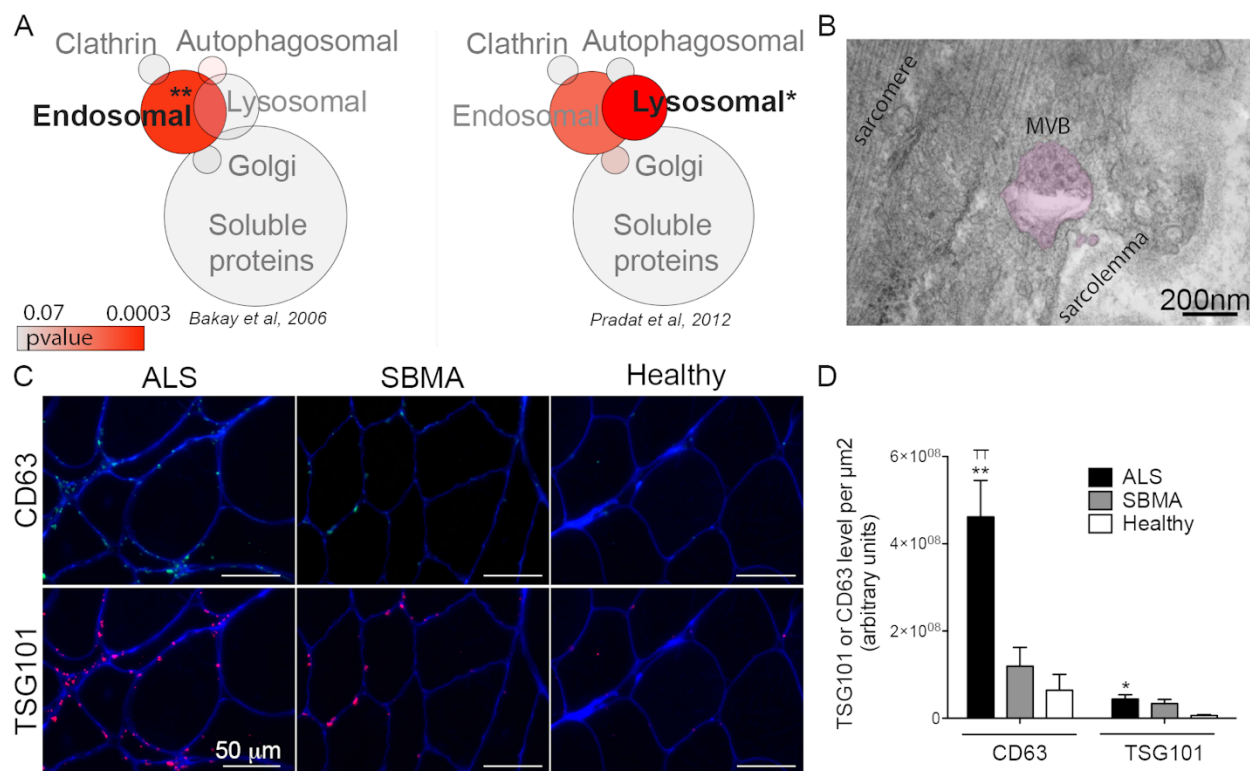 A
Clathrin
Autophagosomal
**
Endosomal
Lysosomal
Golgi
Soluble
proteins
0.07 0.0003
pvalue
Bakay et al, 2006
Clathrin
Autophagosomal
Endosomal
Lysosomal*
Golgi
Soluble
proteins
Pradat et al, 2012
B
sarcomere
MVB
sarcolemma
200nm
C
ALS SBMA Healthy
CD63
TSG101
50 µm
D
TSG101 or CD63 level per µm2
(arbitrary units)
6×10⁰⁸
4×10⁰⁸
2×10⁰⁸
0
TT
**
*
ALS
SBMA
Healthy
CD63 TSG101